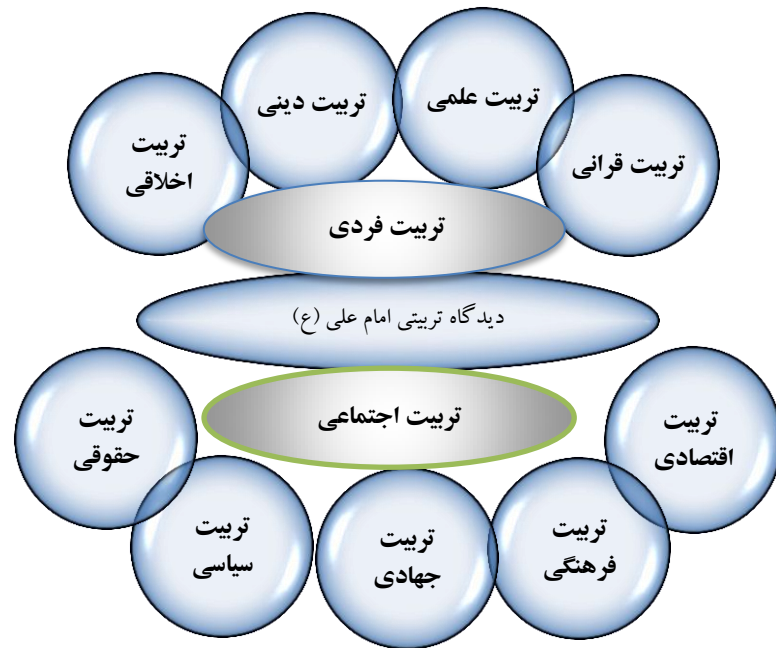 تربیت قرانی
تربیت علمی
تربیت دینی
تربیت
اخلاقی
تربیت فردی
دیدگاه تربیتی امام علی (ع)
تربیت اجتماعی
تربیت
اقتصادی
تربیت
فرهنگی
تربیت
جهادی
تربیت
سیاسی
تربیت
حقوقی